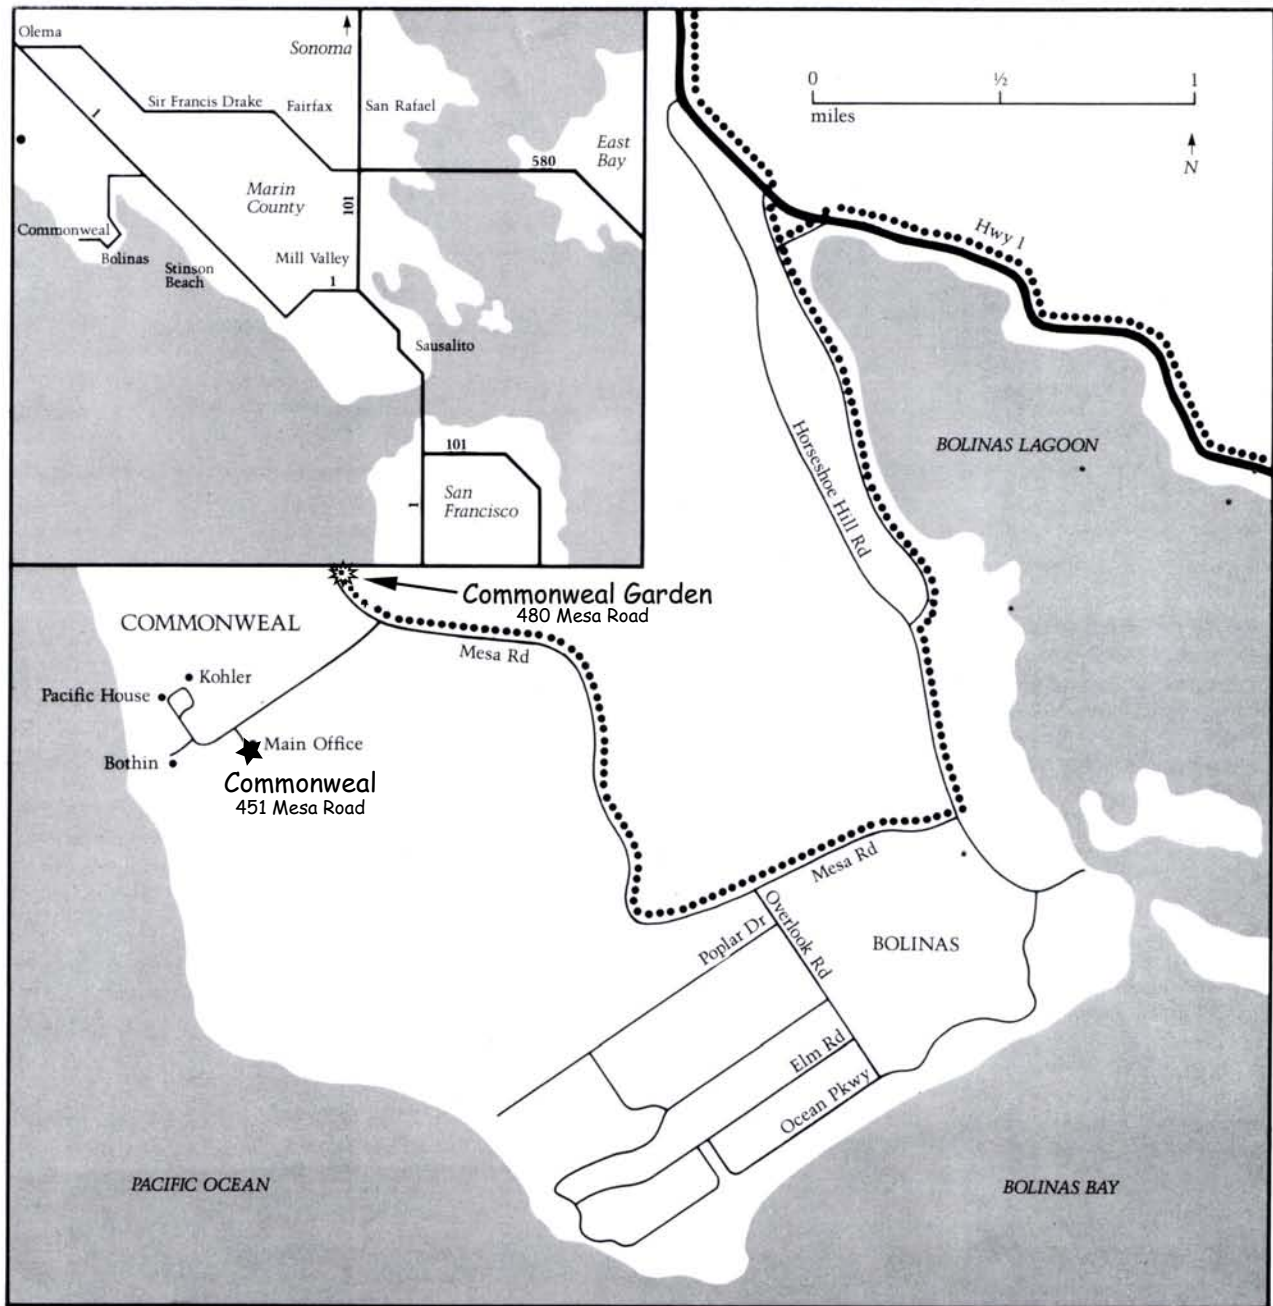 Olema
Sonoma
Sir Francis Drake
Fairfax
San Rafael
1
East
Bay
580
Marin
County
101
Commonweal
Bolinas
Stinson
Beach
Mill Valley
1
Sausalito
101
San
Francisco
1
0
½
1
miles
N
Hwy 1
Horseshoe Hill Rd
BOLINAS LAGOON
Commonweal Garden
480 Mesa Road
COMMONWEAL
Mesa Rd
Kohler
Pacific House
Main Office
Bothin
Commonweal
451 Mesa Road
Mesa Rd
Overlook Rd
Poplar Dr
BOLINAS
Elm Rd
Ocean Pkwy
PACIFIC OCEAN
BOLINAS BAY